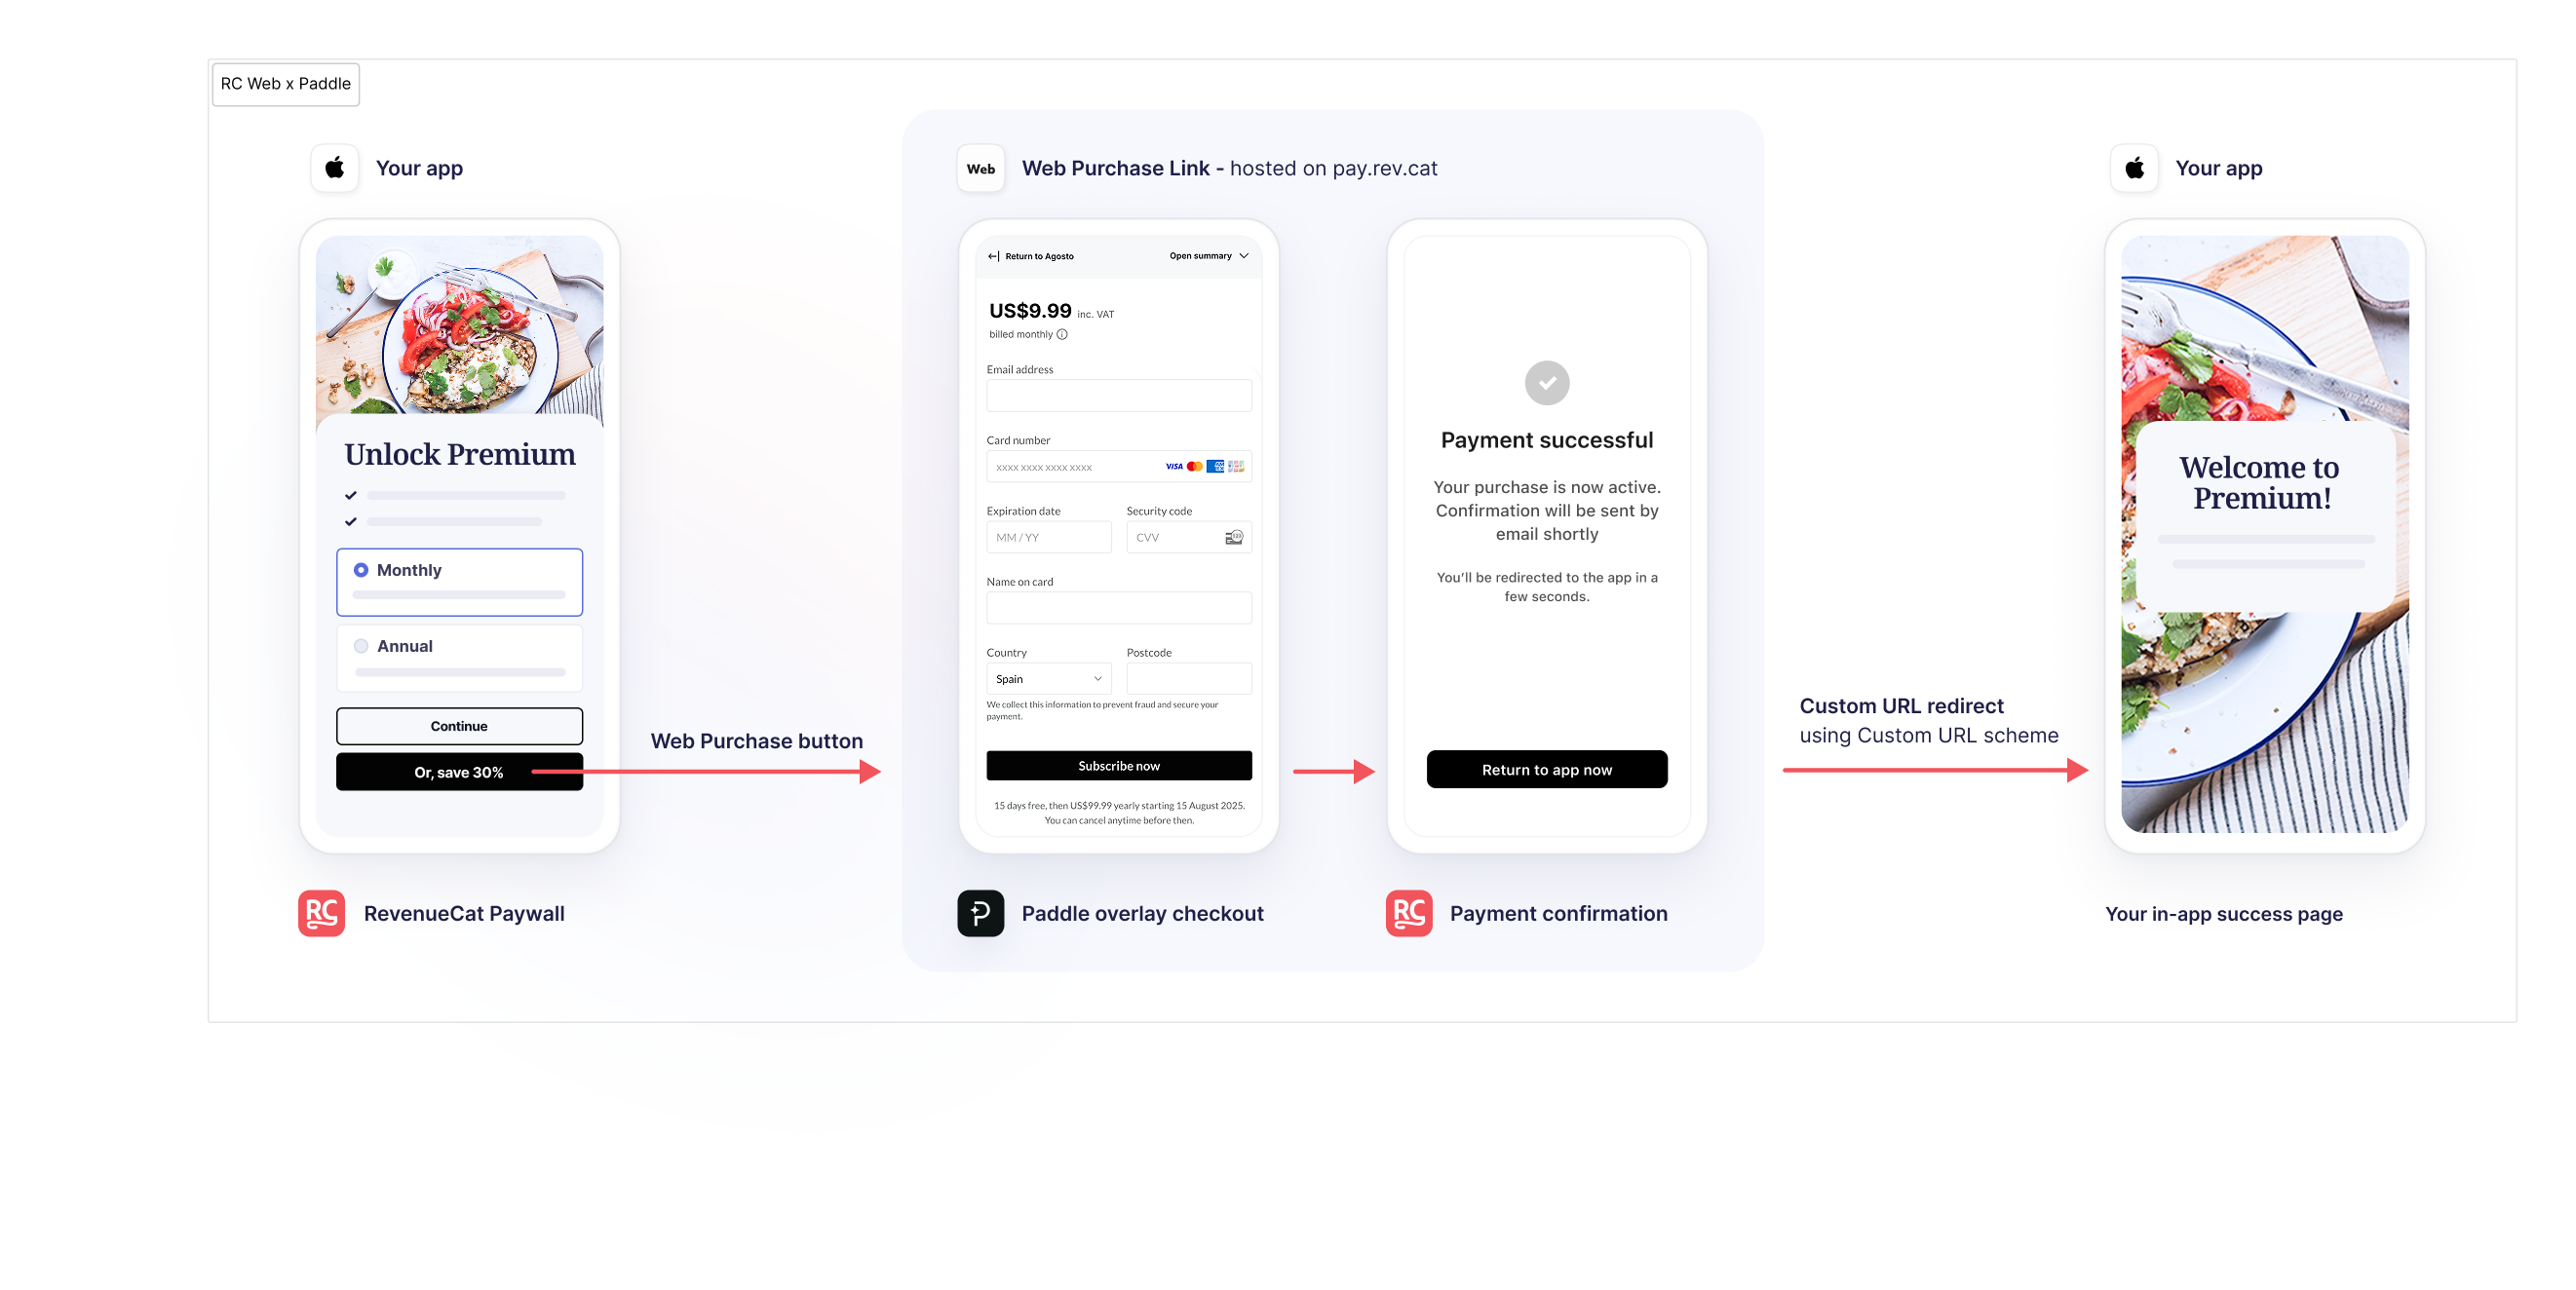 RC Web x Paddle
Your app
Unlock Premium
Monthly
Annual
Continue
Or, save 30%
RC
RevenueCat Paywall
Web Purchase button
Web
Web Purchase Link - hosted on pay.rev.cat
Return to Agosto
Open summary
US$9.99 inc. VAT
billed monthly
Email address
Card number
XXXX XXXX XXXX XXXX
VISA
Expiration date
Security code
MM / YY
CVV
Name on card
Country
Postcode
Spain
We collect this information to prevent fraud and secure your
payment.
Subscribe now
15 days free, then US$99.99 yearly starting 15 August 2025.
You can cancel anytime before then.
Paddle overlay checkout
Payment successful
Your purchase is now active.
Confirmation will be sent by
email shortly
You'll be redirected to the app in a
few seconds.
Return to app now
RC
Payment confirmation
Custom URL redirect
using Custom URL scheme
Your app
Welcome to
Premium!
Your in-app success page